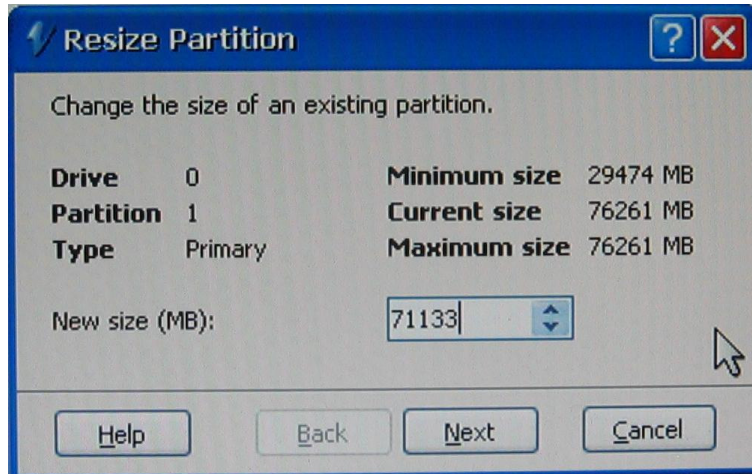 Resize Partition
Change the size of an existing partition.
Drive 0 Minimum size 29474 MB
Partition 1 Current size 76261 MB
Type Primary Maximum size 76261 MB
New size (MB): 71133
Help Back Next Cancel